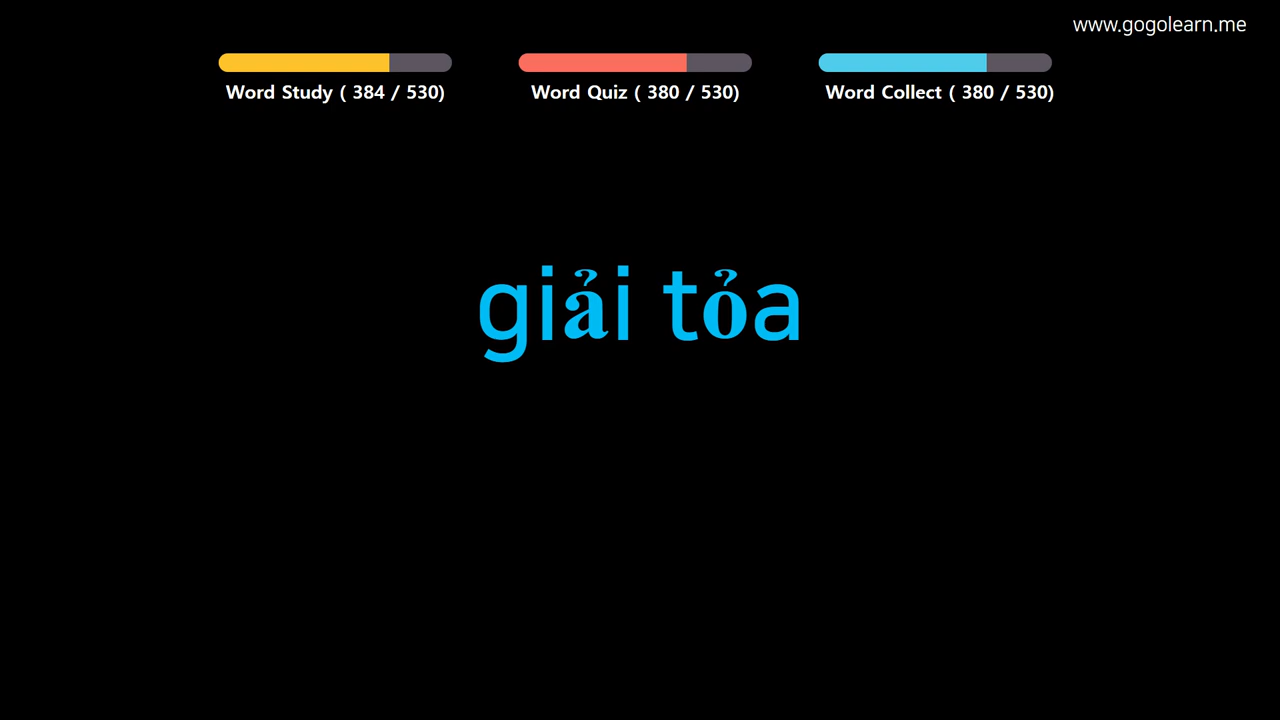 www.gogolearn.me
Word Study ( 384 / 530)
Word Quiz ( 380 / 530)
Word Collect ( 380 / 530)
giải tỏa